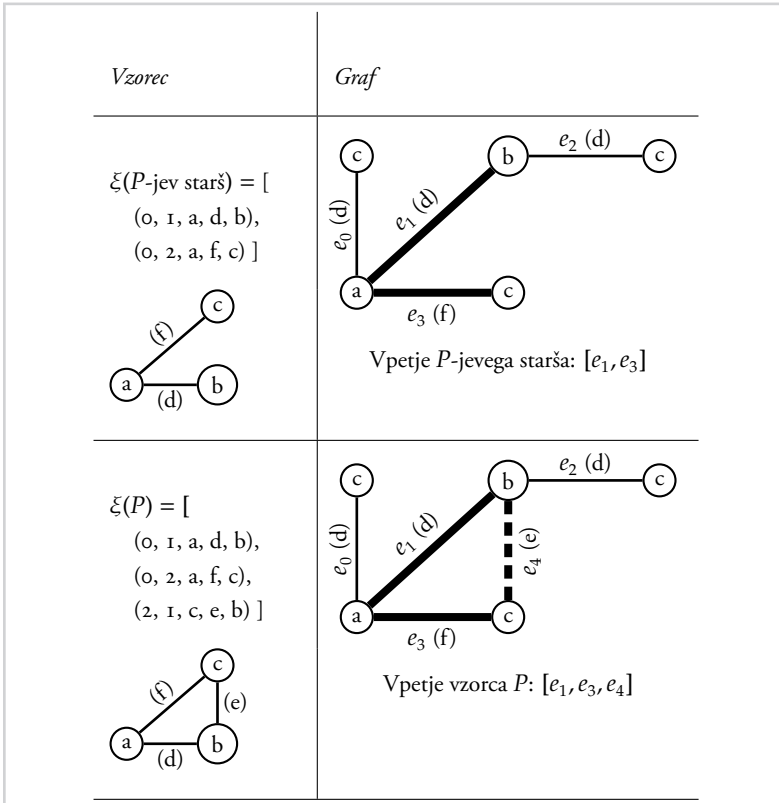 Vzorec
Graf
ξ(P-jev starš) = [
(0, 1, a, d, b),
(0, 2, a, f, c) ]
c
(f)
a
b
(d)
c
b
e₂ (d)
c
e₀ (d)
e₁ (d)
a
c
e₃ (f)
Vpetje P-jevega starša: [e₁, e₃]
ξ(P) = [
(0, 1, a, d, b),
(0, 2, a, f, c),
(2, 1, c, e, b) ]
c
(f)
(e)
a
b
(d)
c
b
e₂ (d)
c
e₀ (d)
e₁ (d)
e₄ (e)
a
c
e₃ (f)
Vpetje vzorca P: [e₁, e₃, e₄]